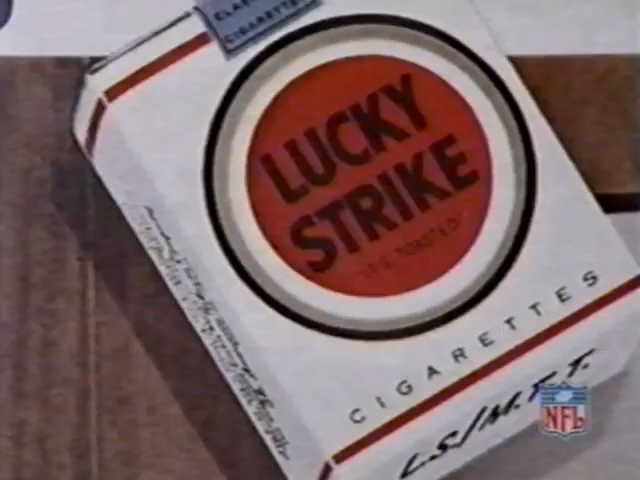 CIGARETTES
LUCKY
STRIKE
"IT'S TOASTED"
CIGARETTES
L.S./M.F.T.
NFL